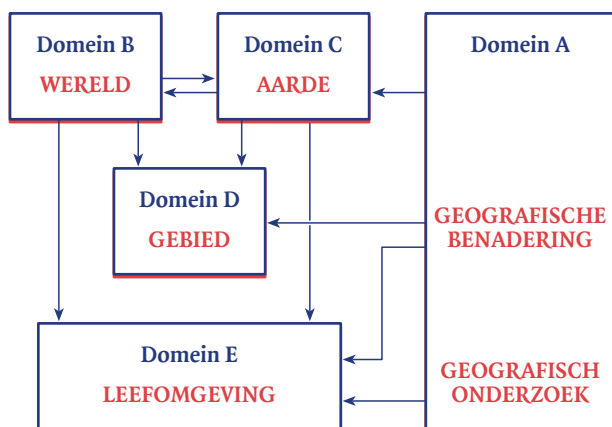 Domein B
WERELD
Domein C
AARDE
Domein A
Domein D
GEBIED
GEOGRAFISCHE
BENADERING
Domein E
LEEFOMGEVING
GEOGRAFISCH
ONDERZOEK